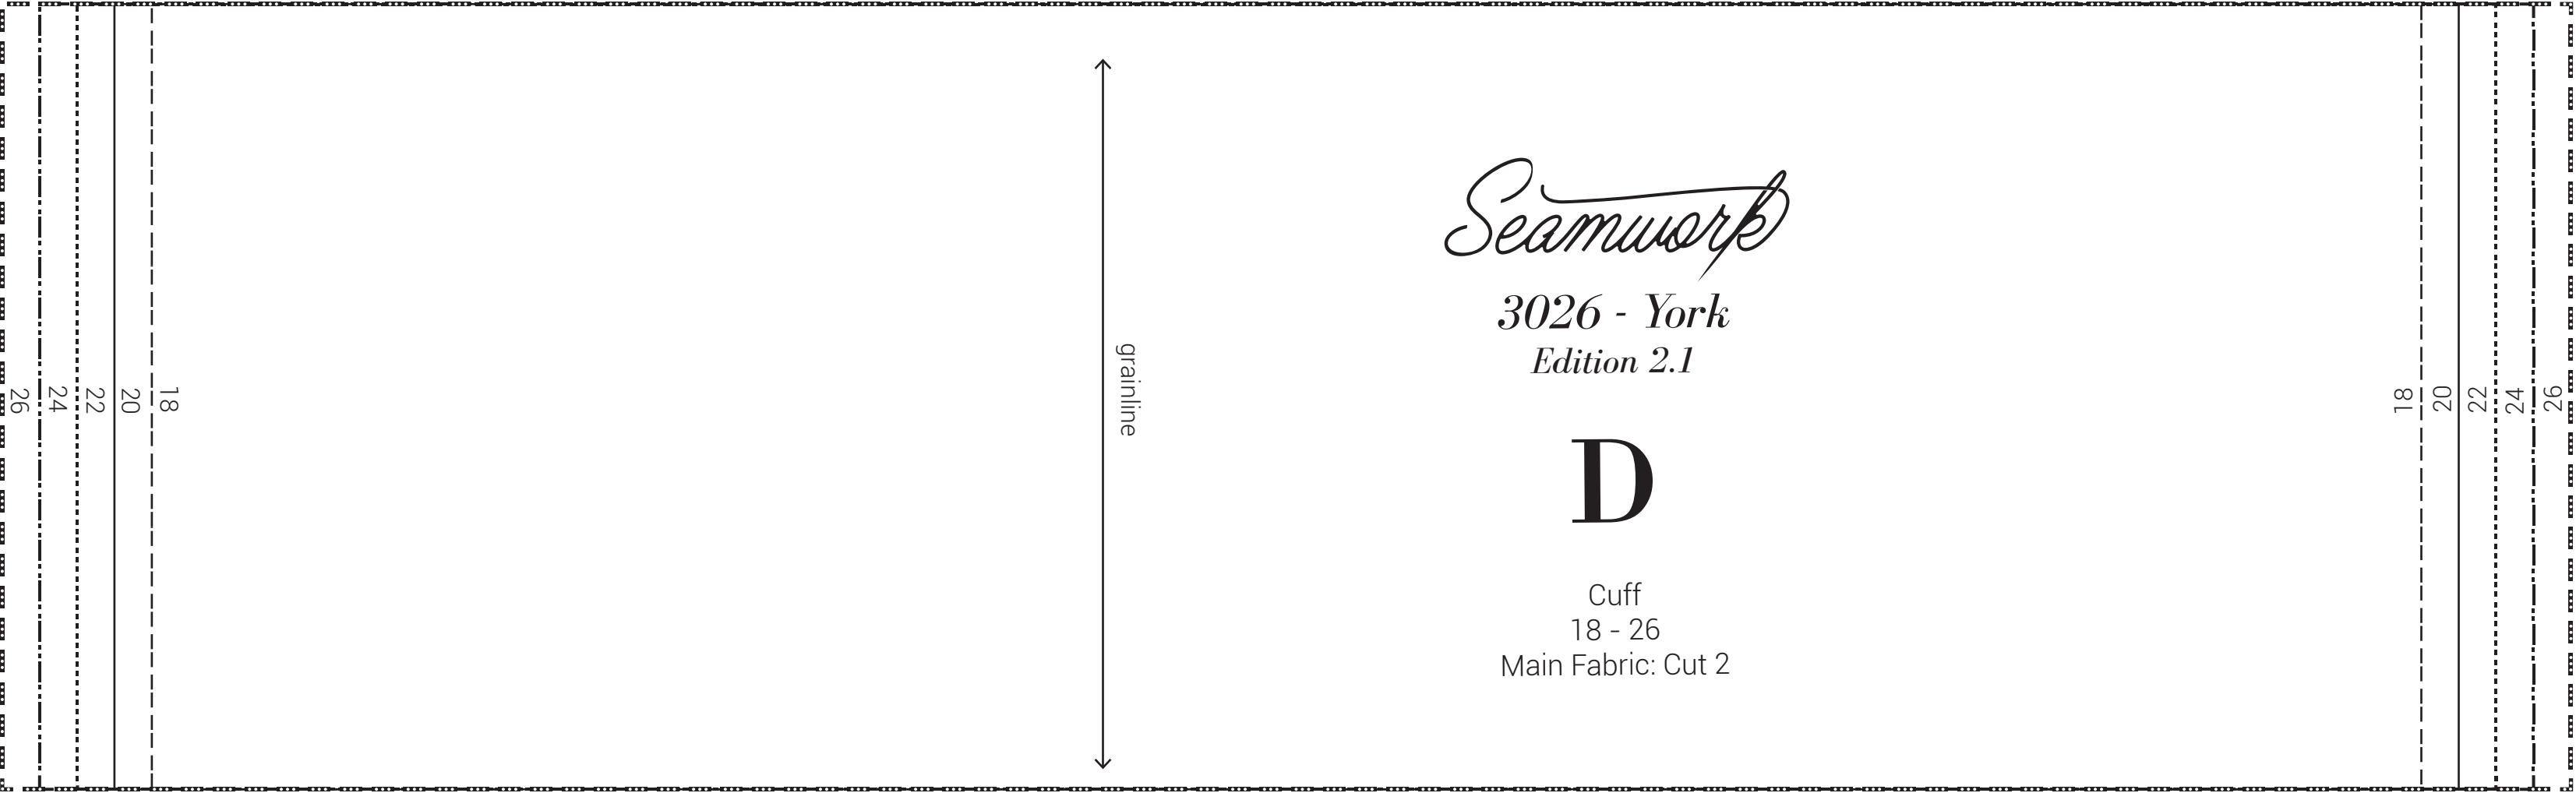 26
24
22
20
18
grainline
Seamwork
3026 - York
Edition 2.1
D
Cuff
18 - 26
Main Fabric: Cut 2
18
20
22
24
26